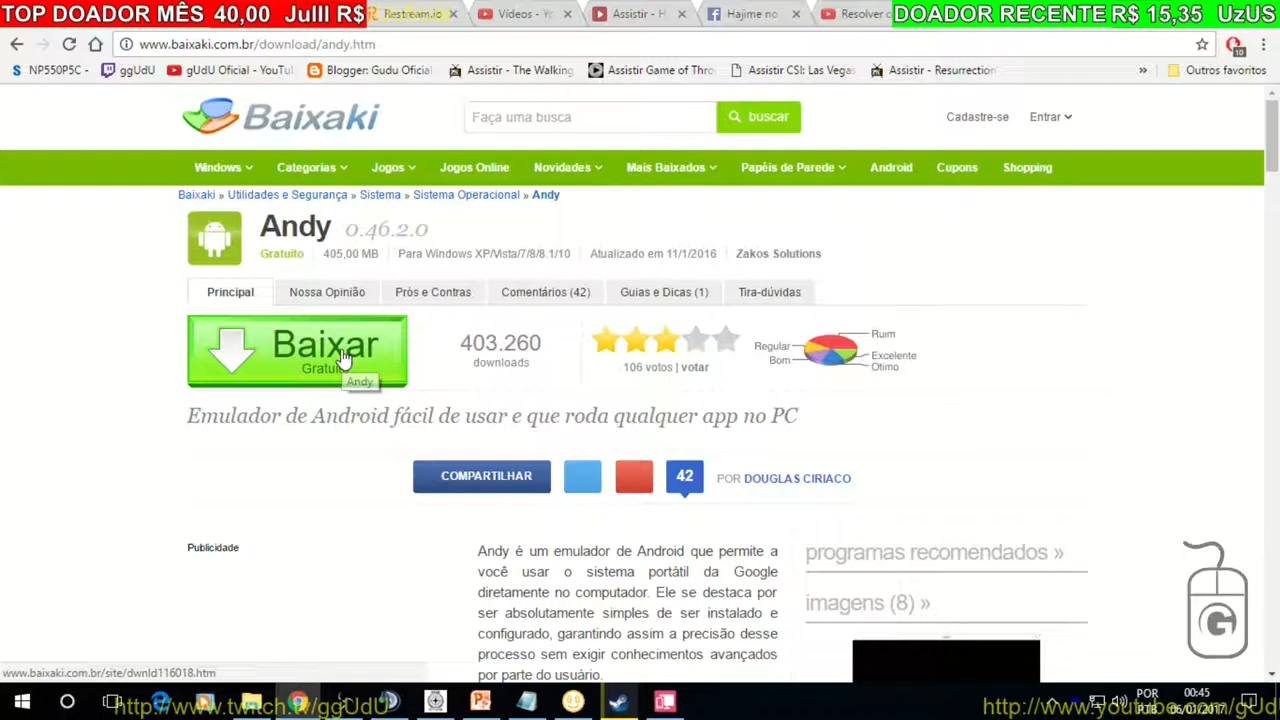 TOP DOADOR MÊS 40,00 Julll R$
DOADOR RECENTE R$ 15,35 UzUS
Restream.io
Vídeos - Yo
Assistir - H
Hajime no
Resolver c
www.baixaki.com.br/download/andy.htm
10
NP550P5C -
ggUdU
gUdU Oficial - YouTul
Blogger: Gudu Oficial
Assistir - The Walking
Assistir Game of Thro
Assistir CSI: Las Vegas
Assistir - Resurrection
»
Outros favoritos
Baixaki
Faça uma busca
buscar
Cadastre-se
Entrar
Windows
Categorias
Jogos
Jogos Online
Novidades
Mais Baixados
Papéis de Parede
Android
Cupons
Shopping
Baixaki » Utilidades e Segurança » Sistema » Sistema Operacional » Andy
Andy 0.46.2.0
Gratuito
405,00 MB
Para Windows XP/Vista/7/8/8.1/10
Atualizado em 11/1/2016
Zakos Solutions
Principal
Nossa Opinião
Prós e Contras
Comentários (42)
Guias e Dicas (1)
Tira-dúvidas
Baixar
Andy
403.260
downloads
106 votos | votar
Ruim
Regular
Bom
Excelente
Otimo
Emulador de Android fácil de usar e que roda qualquer app no PC
COMPARTILHAR
42
POR DOUGLAS CIRIACO
Publicidade
Andy é um emulador de Android que permite a
você usar o sistema portátil da Google
diretamente no computador. Ele se destaca por
ser absolutamente simples de ser instalado e
configurado, garantindo assim a precisão desse
processo sem exigir conhecimentos avançados
por parte do usuário.
programas recomendados »
imagens (8) »
G
www.baixaki.com.br/site/dwnld116018.htm
http://www.twitch.tv/ggUdU
http://www.youtube.com/gUd
POR
PTB
00:45
06/01/2017